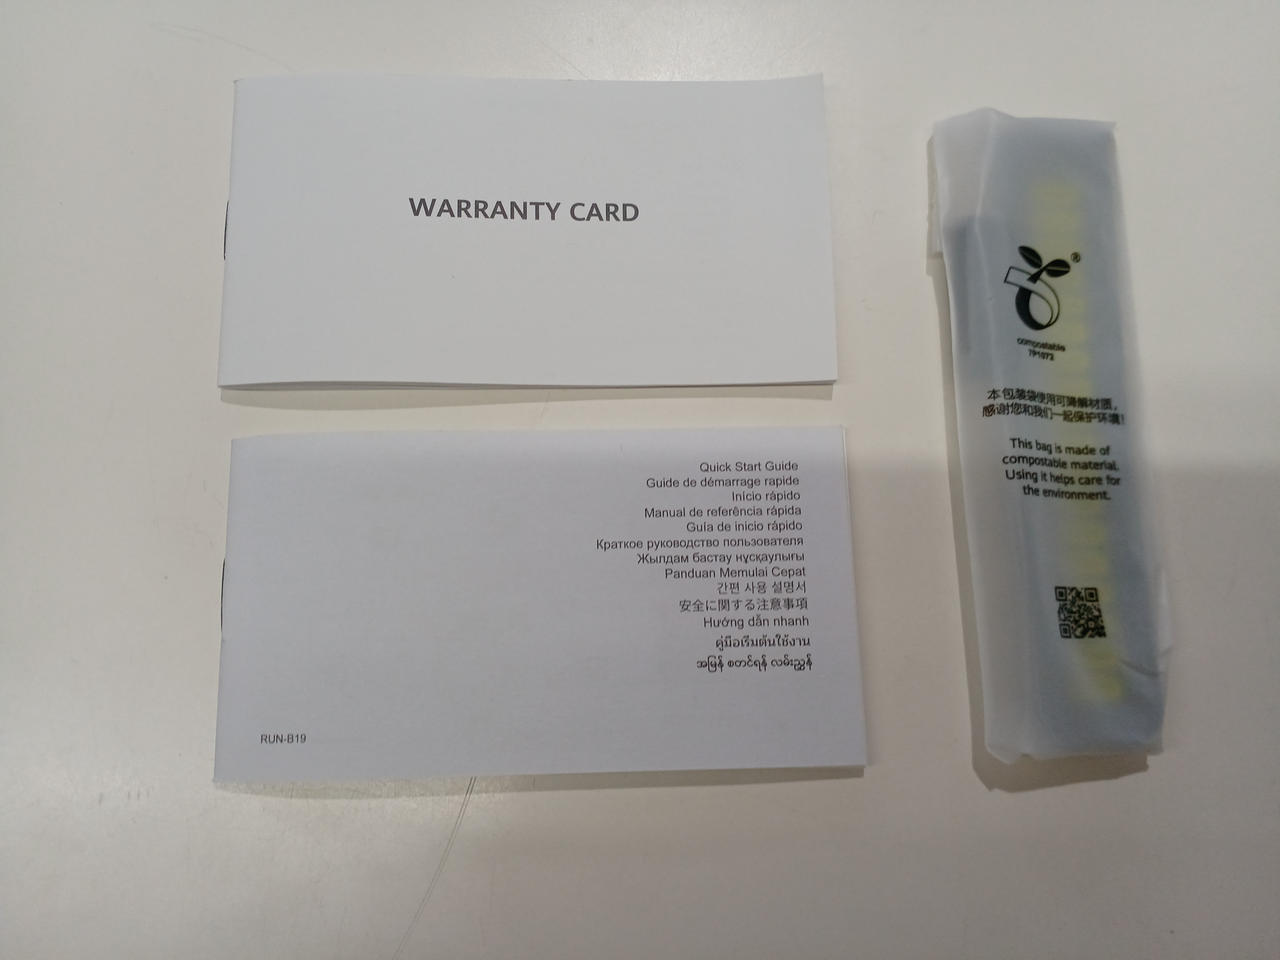 WARRANTY CARD
Quick Start Guide
Guide de démarrage rapide
Início rápido
Manual de referência rápida
Guía de inicio rápido
Краткое руководство пользователя
Жылдам бастау нұсқаулығы
Panduan Memulai Cepat
간편 사용 설명서
安全に関する注意事項
Hướng dẫn nhanh
คู่มือเริ่มต้นใช้งาน
အမြန် စတင်ရန် လမ်းညွှန်
RUN-B19
®
compostable
7P1073
本包装袋使用可降解材质，
感谢您和我们一起保护环境！
This bag is made of
compostable material.
Using it helps care for
the environment.